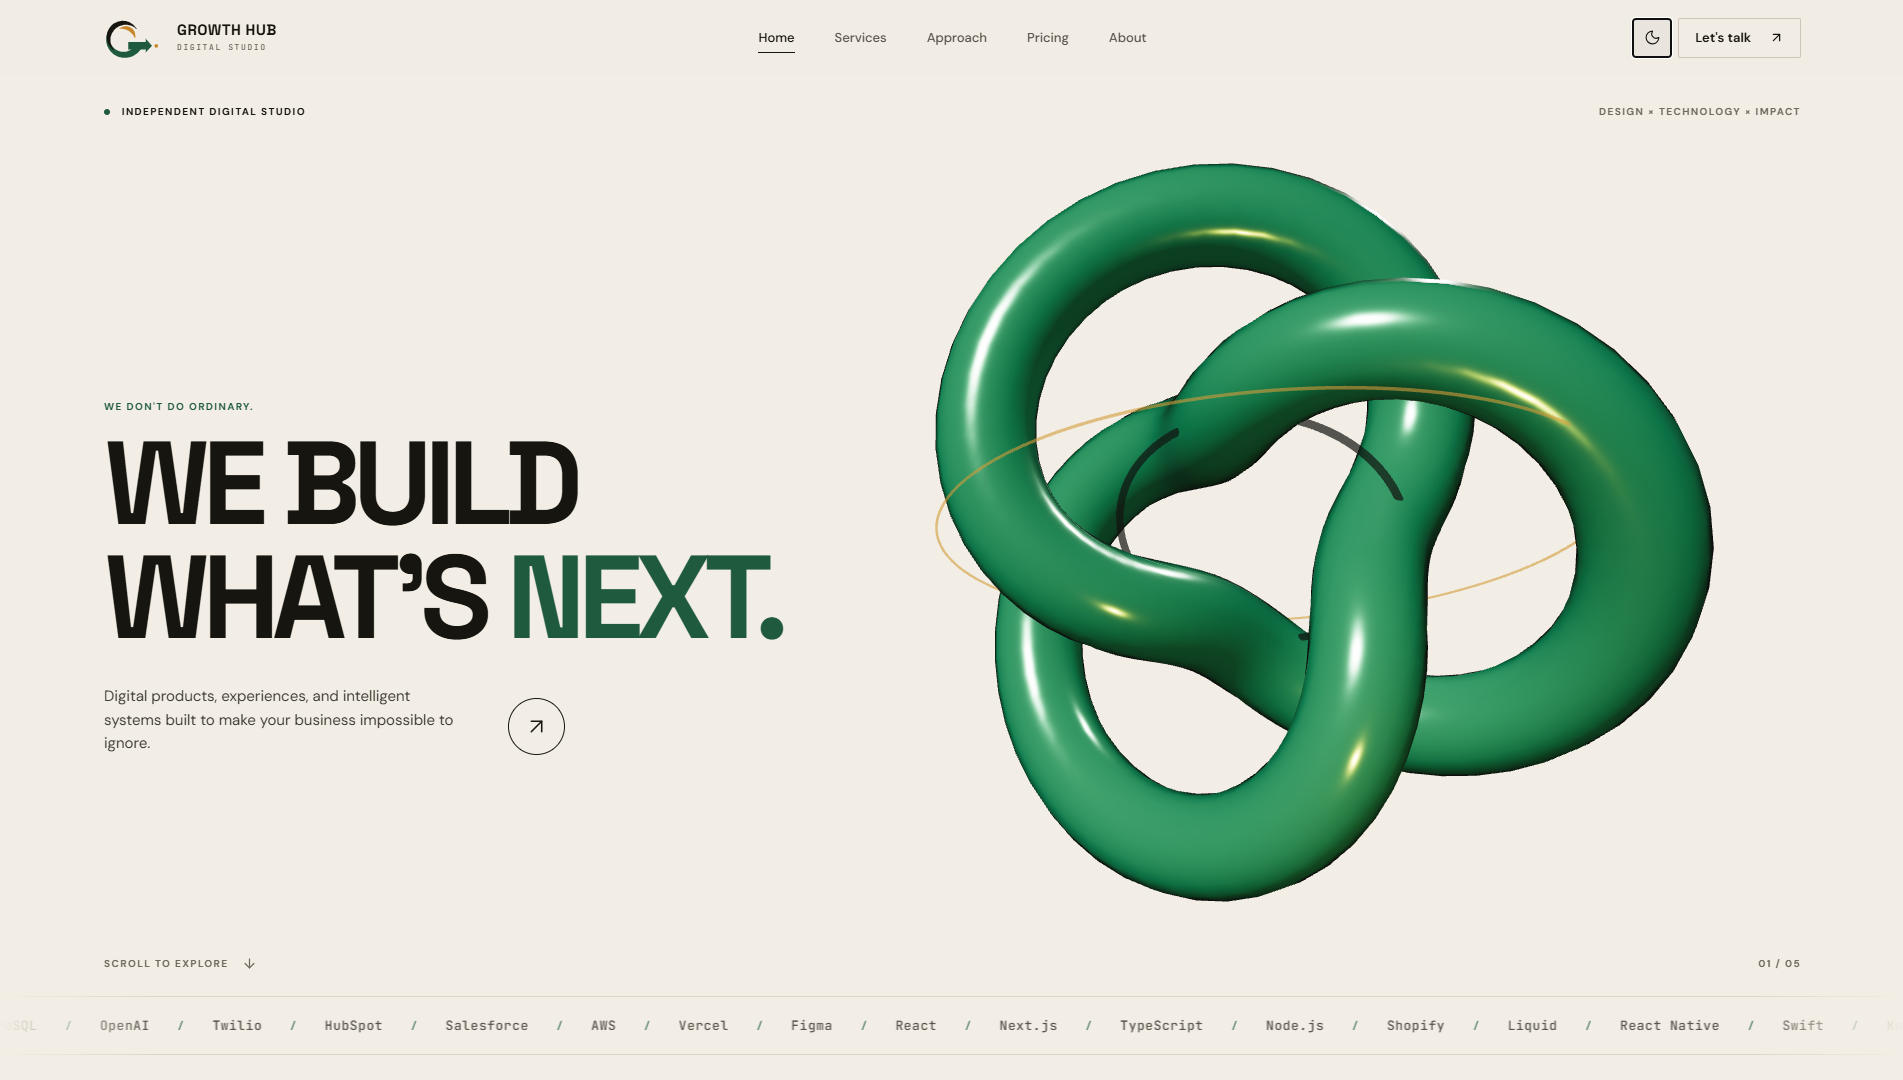 GROWTH HUB
DIGITAL STUDIO
Home
Services
Approach
Pricing
About
Let's talk
INDEPENDENT DIGITAL STUDIO
DESIGN × TECHNOLOGY × IMPACT
WE DON'T DO ORDINARY.
WE BUILD
WHAT’S NEXT.
Digital products, experiences, and intelligent
systems built to make your business impossible to
ignore.
SCROLL TO EXPLORE
01 / 05
/ OpenAI / Twilio / HubSpot / Salesforce / AWS / Vercel / Figma / React / Next.js / TypeScript / Node.js / Shopify / Liquid / React Native / Swift /